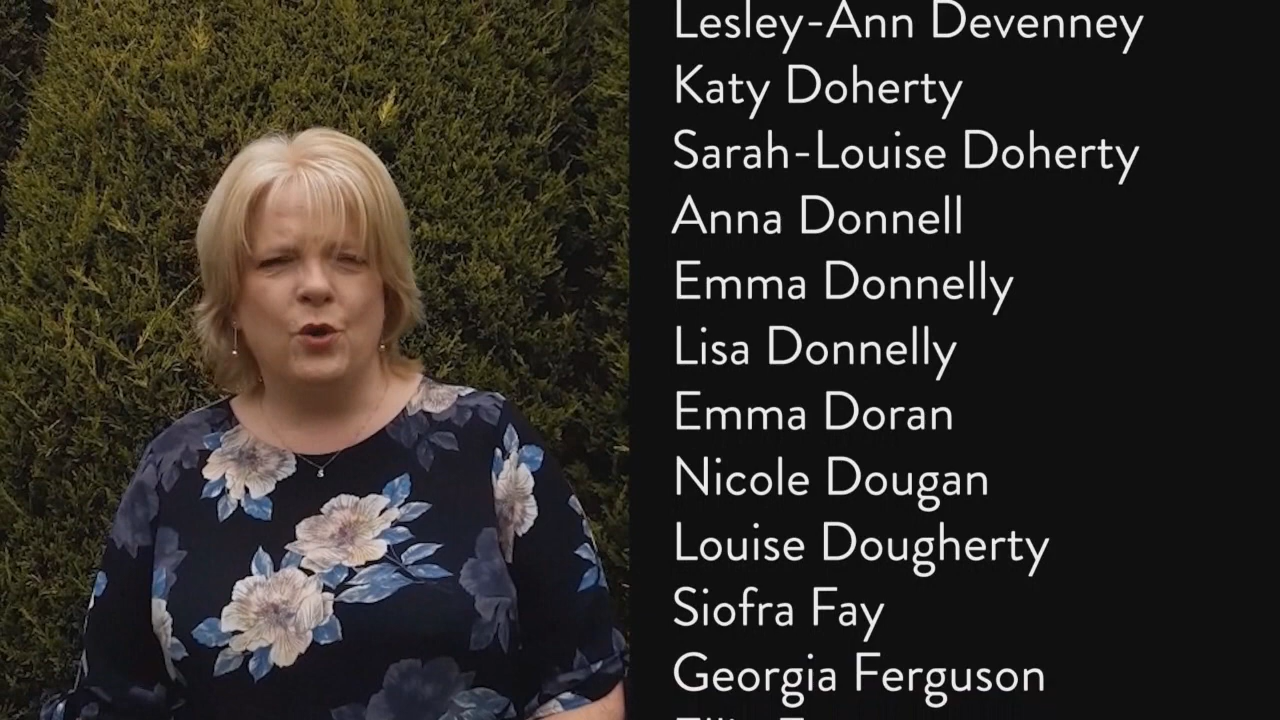 Lesley-Ann Devenney
Katy Doherty
Sarah-Louise Doherty
Anna Donnell
Emma Donnelly
Lisa Donnelly
Emma Doran
Nicole Dougan
Louise Dougherty
Siofra Fay
Georgia Ferguson